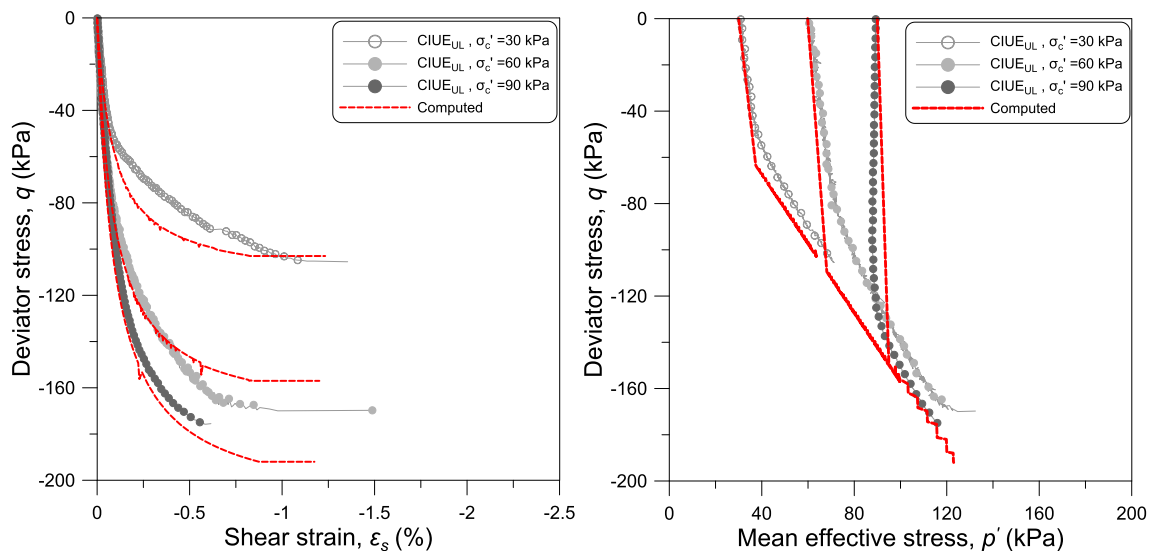 0
-40
-80
-120
-160
-200
Deviator stress, q (kPa)
0 -0.5 -1 -1.5 -2 -2.5
Shear strain, εs (%)
CIUEUL , σc' =30 kPa
CIUEUL , σc' =60 kPa
CIUEUL , σc' =90 kPa
Computed
0
-40
-80
-120
-160
-200
Deviator stress, q (kPa)
0 40 80 120 160 200
Mean effective stress, p' (kPa)
CIUEUL , σc' =30 kPa
CIUEUL , σc' =60 kPa
CIUEUL , σc' =90 kPa
Computed